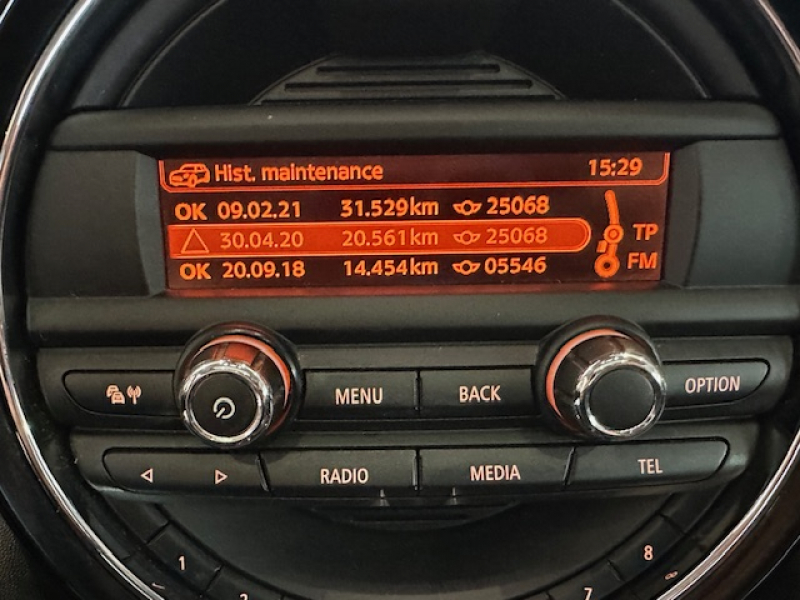 Hist. maintenance 15:29
OK 09.02.21 31.529km 25068
30.04.20 20.561km 25068 TP
OK 20.09.18 14.454km 05546 FM
MENU BACK OPTION
RADIO MEDIA TEL
1 8
2 7